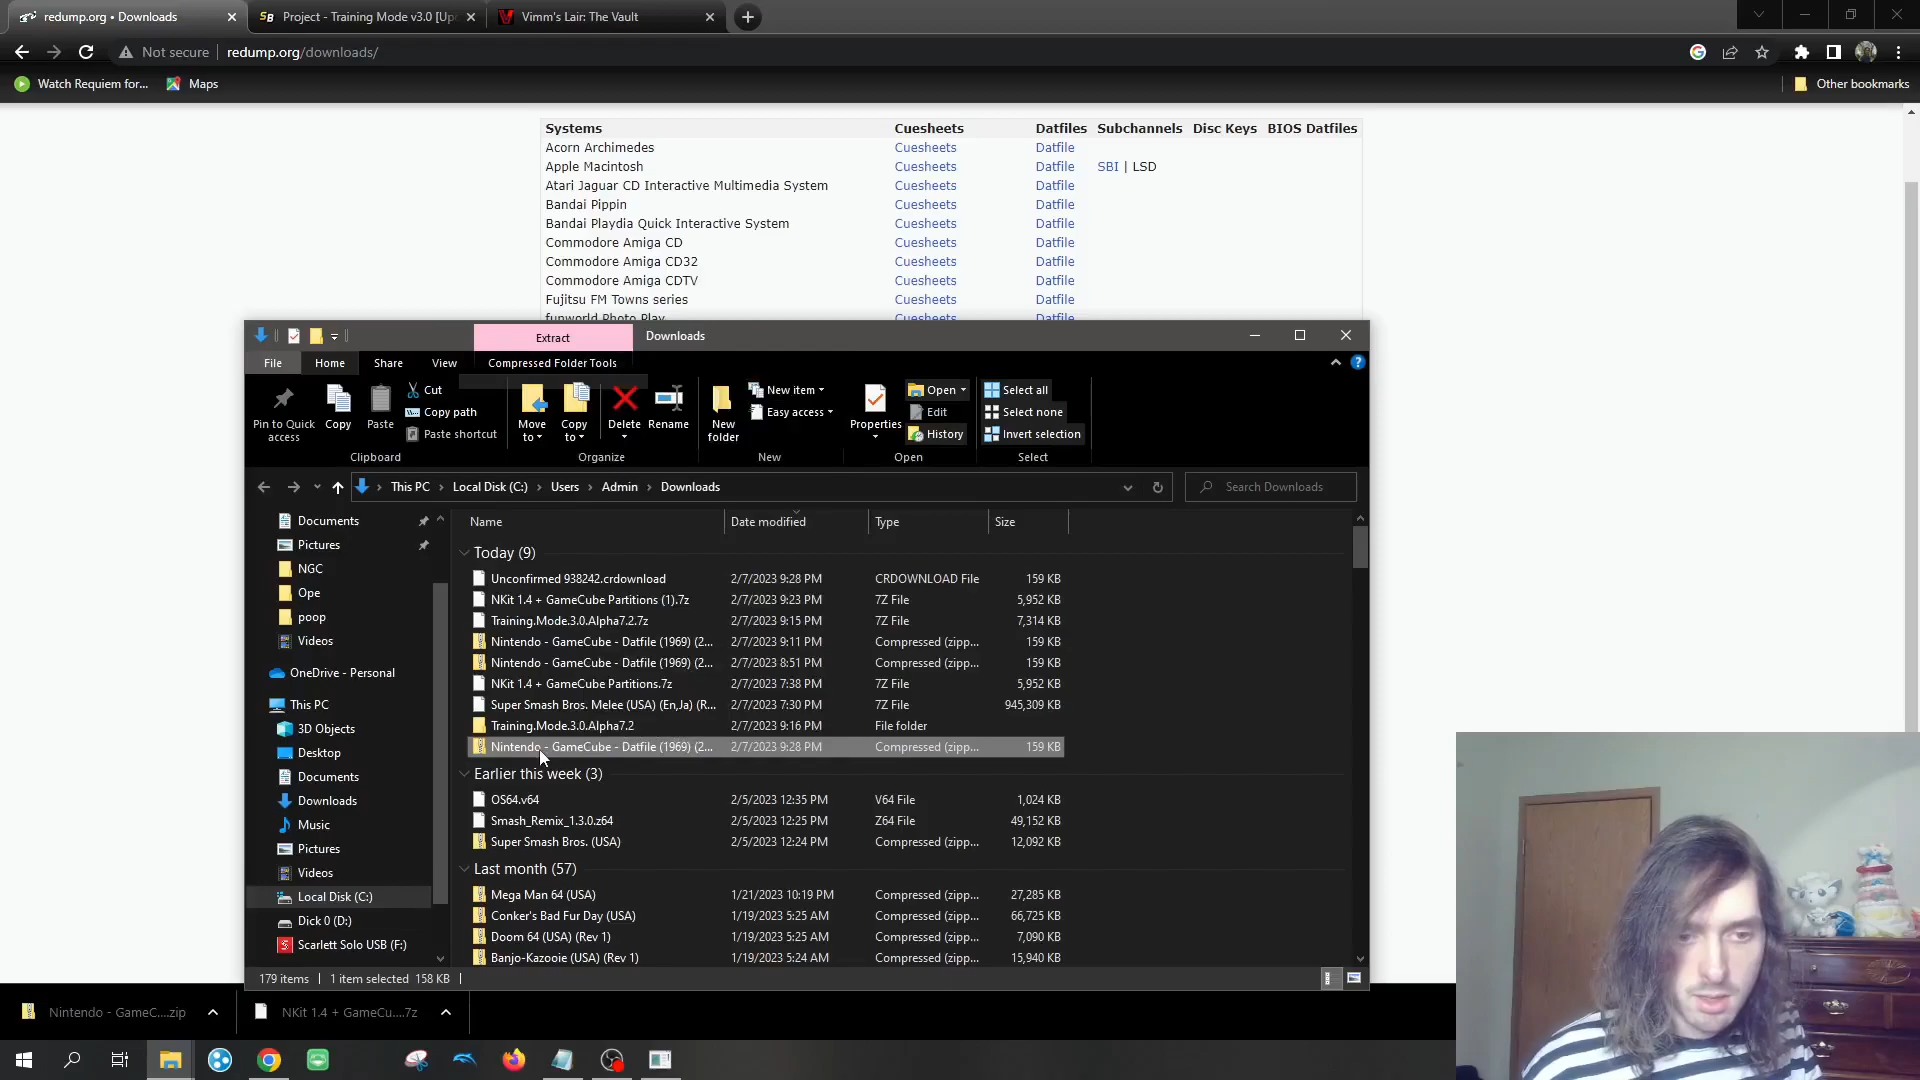 redump.org • Downloads
Project - Training Mode v3.0 [Up
Vimm's Lair: The Vault
Not secure
redump.org/downloads/
Watch Requiem for...
Maps
Other bookmarks
Systems Cuesheets Datfiles Subchannels Disc Keys BIOS Datfiles
Acorn Archimedes Cuesheets Datfile
Apple Macintosh Cuesheets Datfile SBI | LSD
Atari Jaguar CD Interactive Multimedia System Cuesheets Datfile
Bandai Pippin Cuesheets Datfile
Bandai Playdia Quick Interactive System Cuesheets Datfile
Commodore Amiga CD Cuesheets Datfile
Commodore Amiga CD32 Cuesheets Datfile
Commodore Amiga CDTV Cuesheets Datfile
Fujitsu FM Towns series Cuesheets Datfile
funworld Photo Play Cuesheets Datfile
Extract
Downloads
File
Home
Share
View
Compressed Folder Tools
Pin to Quick access
Copy
Paste
Cut
Copy path
Paste shortcut
Clipboard
Move to
Copy to
Delete
Rename
Organize
New folder
New item
Easy access
New
Properties
Open
Edit
History
Open
Select all
Select none
Invert selection
Select
This PC
Local Disk (C:)
Users
Admin
Downloads
Search Downloads
Documents
Pictures
NGC
Ope
poop
Videos
OneDrive - Personal
This PC
3D Objects
Desktop
Documents
Downloads
Music
Pictures
Videos
Local Disk (C:)
Dick 0 (D:)
Scarlett Solo USB (F:)
Name Date modified Type Size
Today (9)
Unconfirmed 938242.crdownload 2/7/2023 9:28 PM CRDOWNLOAD File 159 KB
NKit 1.4 + GameCube Partitions (1).7z 2/7/2023 9:23 PM 7Z File 5,952 KB
Training.Mode.3.0.Alpha7.2.7z 2/7/2023 9:15 PM 7Z File 7,314 KB
Nintendo - GameCube - Datfile (1969) (2... 2/7/2023 9:11 PM Compressed (zipp... 159 KB
Nintendo - GameCube - Datfile (1969) (2... 2/7/2023 8:51 PM Compressed (zipp... 159 KB
NKit 1.4 + GameCube Partitions.7z 2/7/2023 7:38 PM 7Z File 5,952 KB
Super Smash Bros. Melee (USA) (En,Ja) (R... 2/7/2023 7:30 PM 7Z File 945,309 KB
Training.Mode.3.0.Alpha7.2 2/7/2023 9:16 PM File folder
Nintendo - GameCube - Datfile (1969) (2... 2/7/2023 9:28 PM Compressed (zipp... 159 KB
Earlier this week (3)
OS64.v64 2/5/2023 12:35 PM V64 File 1,024 KB
Smash_Remix_1.3.0.z64 2/5/2023 12:25 PM Z64 File 49,152 KB
Super Smash Bros. (USA) 2/5/2023 12:24 PM Compressed (zipp... 12,092 KB
Last month (57)
Mega Man 64 (USA) 1/21/2023 10:19 PM Compressed (zipp... 27,285 KB
Conker's Bad Fur Day (USA) 1/19/2023 5:25 AM Compressed (zipp... 66,725 KB
Doom 64 (USA) (Rev 1) 1/19/2023 5:25 AM Compressed (zipp... 7,090 KB
Banjo-Kazooie (USA) (Rev 1) 1/19/2023 5:24 AM Compressed (zipp... 15,940 KB
179 items
1 item selected 158 KB
Nintendo - GameC....zip
NKit 1.4 + GameCu....7z